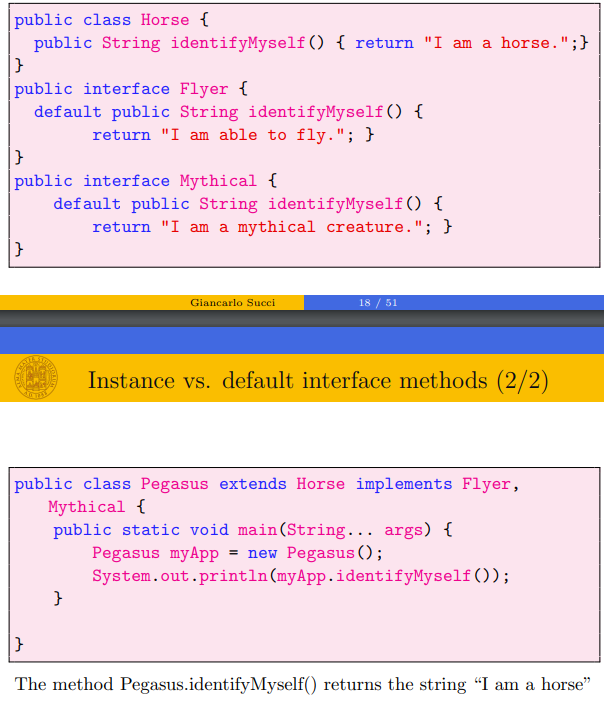 public class Horse {
public String identifyMyself() { return "I am a horse.";}
}
public interface Flyer {
default public String identifyMyself() {
return "I am able to fly."; }
}
public interface Mythical {
default public String identifyMyself() {
return "I am a mythical creature."; }
}
Giancarlo Succi 18 / 51
Instance vs. default interface methods (2/2)
public class Pegasus extends Horse implements Flyer,
Mythical {
public static void main(String... args) {
Pegasus myApp = new Pegasus();
System.out.println(myApp.identifyMyself());
}
}
The method Pegasus.identifyMyself() returns the string “I am a horse”